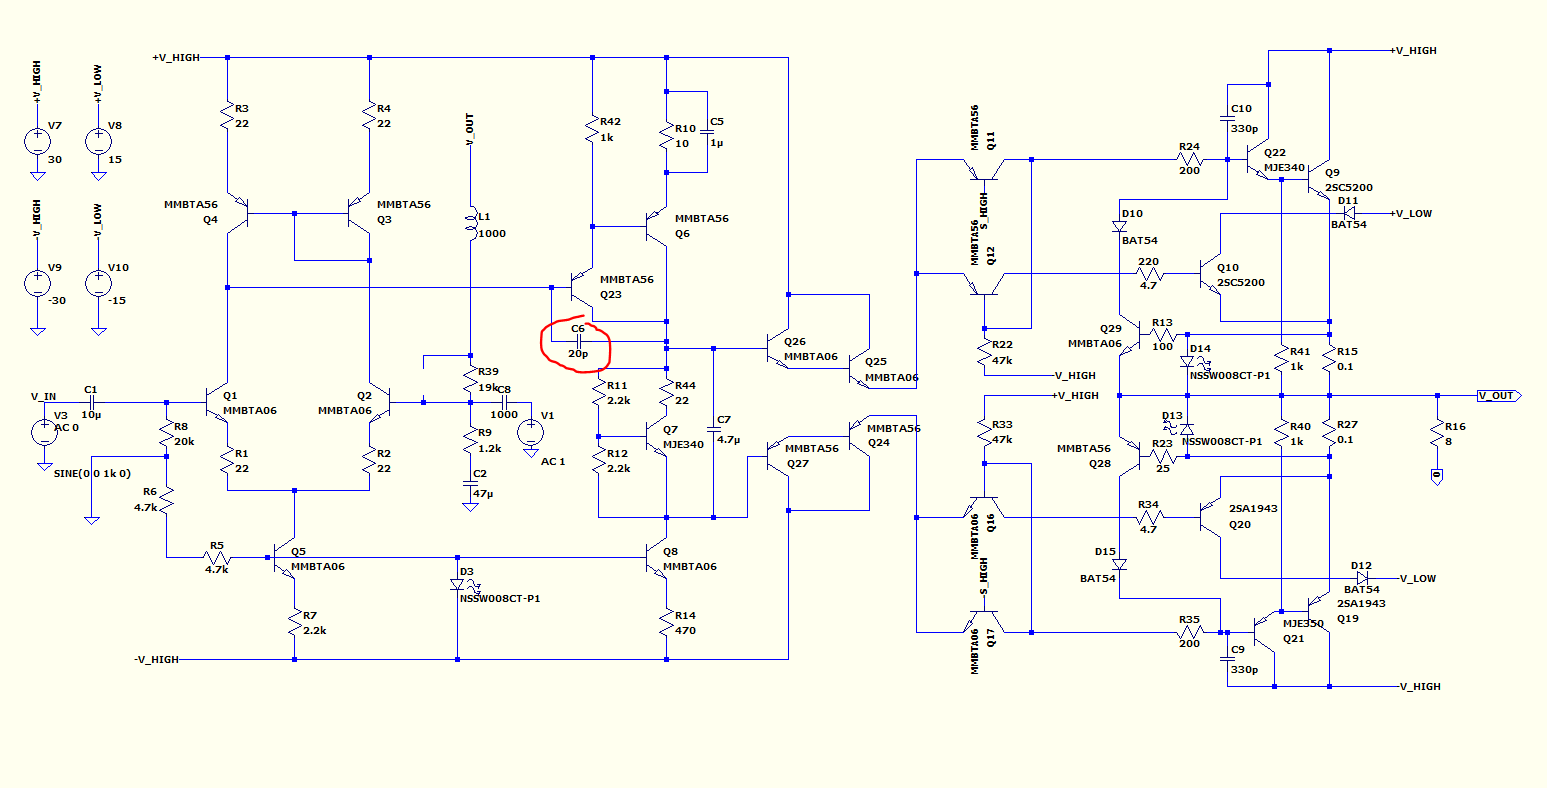 +V_HIGH
+V_LOW
V7
30
V8
15
-V_HIGH
-V_LOW
V9
-30
V10
-15
+V_HIGH
R3
22
R4
22
MMBTA56
Q4
MMBTA56
Q3
V_OUT
L1
1000
R42
1k
R10
10
C5
1µ
MMBTA56
Q6
MMBTA56
Q23
C6
20p
R39
19k
C8
1000
V1
AC 1
R9
1.2k
C2
47µ
V_IN
C1
10µ
V3
AC 0
SINE(0 0 1k 0)
R8
20k
R6
4.7k
R5
4.7k
Q1
MMBTA06
Q2
MMBTA06
R1
22
R2
22
Q5
MMBTA06
R7
2.2k
D3
NSSW008CT-P1
-V_HIGH
R11
2.2k
R44
22
Q7
MJE340
R12
2.2k
C7
4.7µ
Q8
MMBTA06
R14
470
Q26
MMBTA06
Q25
MMBTA06
MMBTA56
Q27
MMBTA56
Q24
MMBTA56
Q11
S_HIGH
MMBTA56
Q12
R22
47k
-V_HIGH
+V_HIGH
R33
47k
MMBTA06
Q16
S_HIGH
MMBTA06
Q17
+V_HIGH
C10
330p
R24
200
Q22
MJE340
Q9
2SC5200
D11
BAT54
+V_LOW
D10
BAT54
220
4.7
Q10
2SC5200
Q29
MMBTA06
R13
100
D14
NSSW008CT-P1
R41
1k
R15
0.1
V_OUT
D13
NSSW008CT-P1
R40
1k
R27
0.1
R16
8
0
MMBTA56
Q28
R23
25
R34
4.7
2SA1943
Q20
D15
BAT54
D12
BAT54
-V_LOW
2SA1943
Q19
R35
200
MJE350
Q21
C9
330p
-V_HIGH